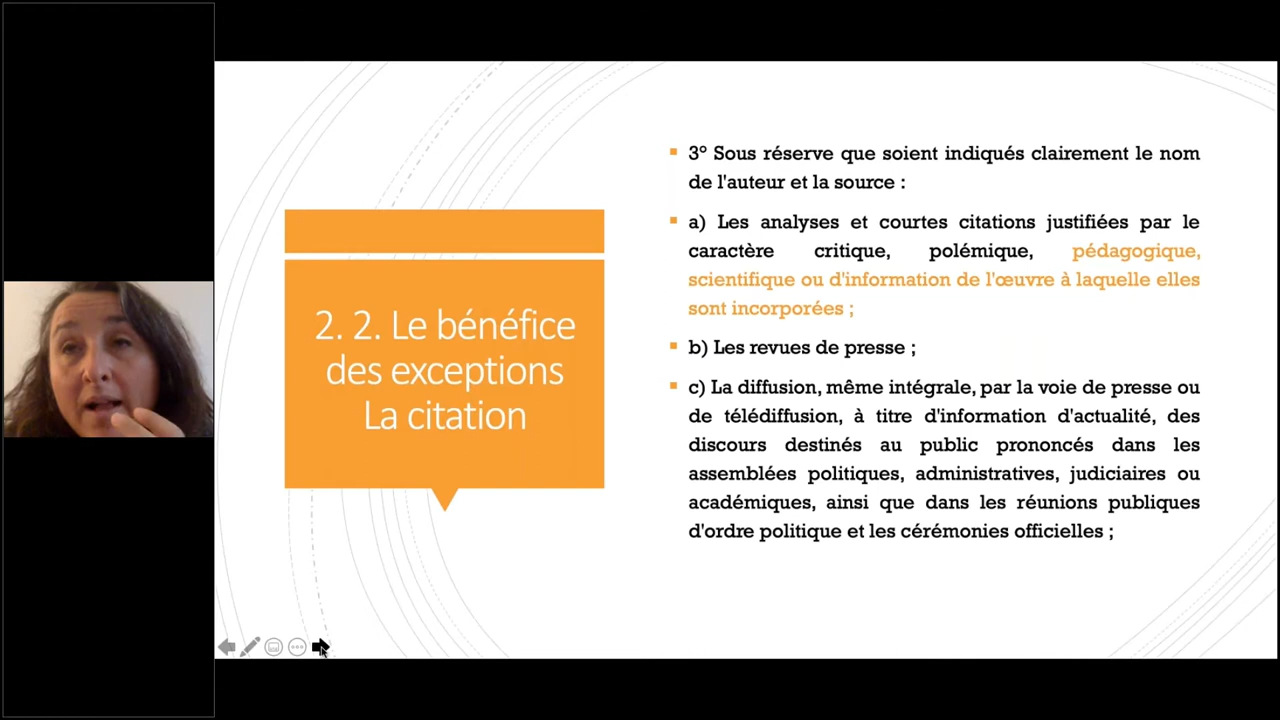 2. 2. Le bénéfice
des exceptions
La citation
3° Sous réserve que soient indiqués clairement le nom
de l'auteur et la source :
a) Les analyses et courtes citations justifiées par le
caractère critique, polémique, pédagogique,
scientifique ou d'information de l'œuvre à laquelle elles
sont incorporées ;
b) Les revues de presse ;
c) La diffusion, même intégrale, par la voie de presse ou
de télédiffusion, à titre d'information d'actualité, des
discours destinés au public prononcés dans les
assemblées politiques, administratives, judiciaires ou
académiques, ainsi que dans les réunions publiques
d'ordre politique et les cérémonies officielles ;